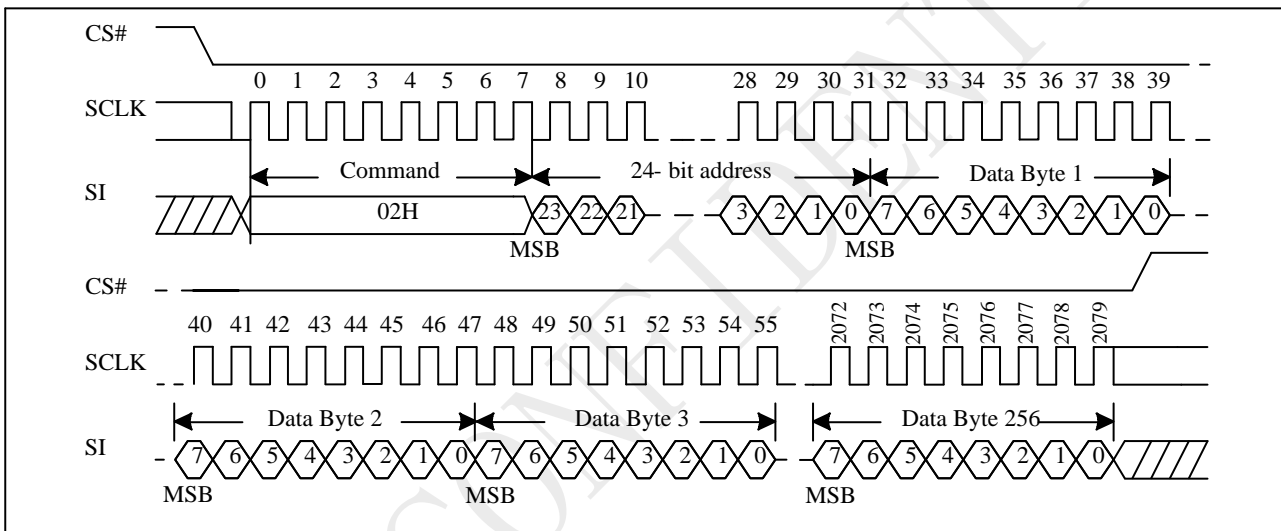 CS#
0 1 2 3 4 5 6 7 8 9 10 28 29 30 31 32 33 34 35 36 37 38 39
SCLK
Command 24- bit address Data Byte 1
SI
02H 23 22 21 3 2 1 0 7 6 5 4 3 2 1 0
MSB MSB
CS#
40 41 42 43 44 45 46 47 48 49 50 51 52 53 54 55 2072 2073 2074 2075 2076 2077 2078 2079
SCLK
Data Byte 2 Data Byte 3 Data Byte 256
SI
7 6 5 4 3 2 1 0 7 6 5 4 3 2 1 0 7 6 5 4 3 2 1 0
MSB MSB MSB
CONFIDENT